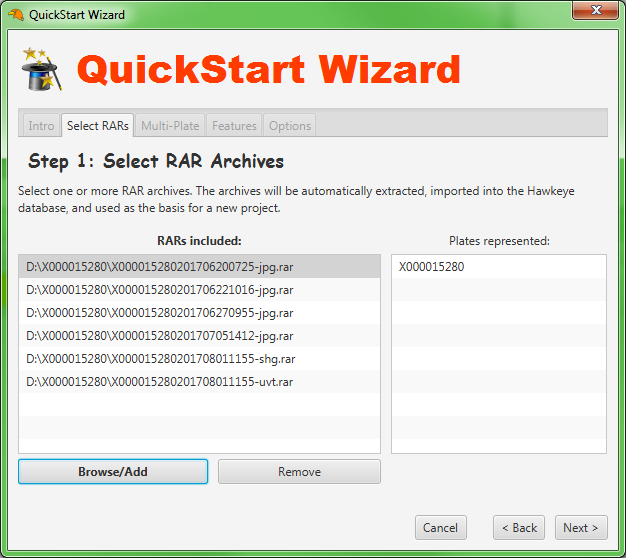 QuickStart Wizard
QuickStart Wizard
Intro Select RARs Multi-Plate Features Options
Step 1: Select RAR Archives
Select one or more RAR archives. The archives will be automatically extracted, imported into the Hawkeye
database, and used as the basis for a new project.
RARs included:
D:\X000015280\X000015280201706200725-jpg.rar
D:\X000015280\X000015280201706221016-jpg.rar
D:\X000015280\X000015280201706270955-jpg.rar
D:\X000015280\X000015280201707051412-jpg.rar
D:\X000015280\X000015280201708011155-shg.rar
D:\X000015280\X000015280201708011155-uvt.rar
Plates represented:
X000015280
Browse/Add Remove
Cancel < Back Next >